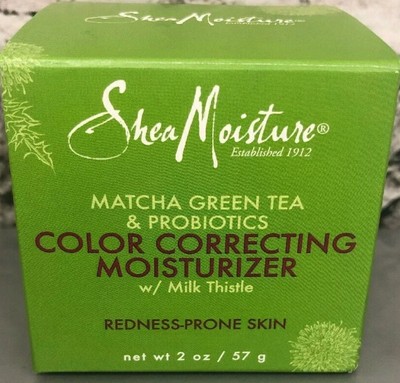 SheaMoisture®
Established 1912
MATCHA GREEN TEA
& PROBIOTICS
COLOR CORRECTING
MOISTURIZER
w/ Milk Thistle
REDNESS-PRONE SKIN
net wt 2 oz / 57 g